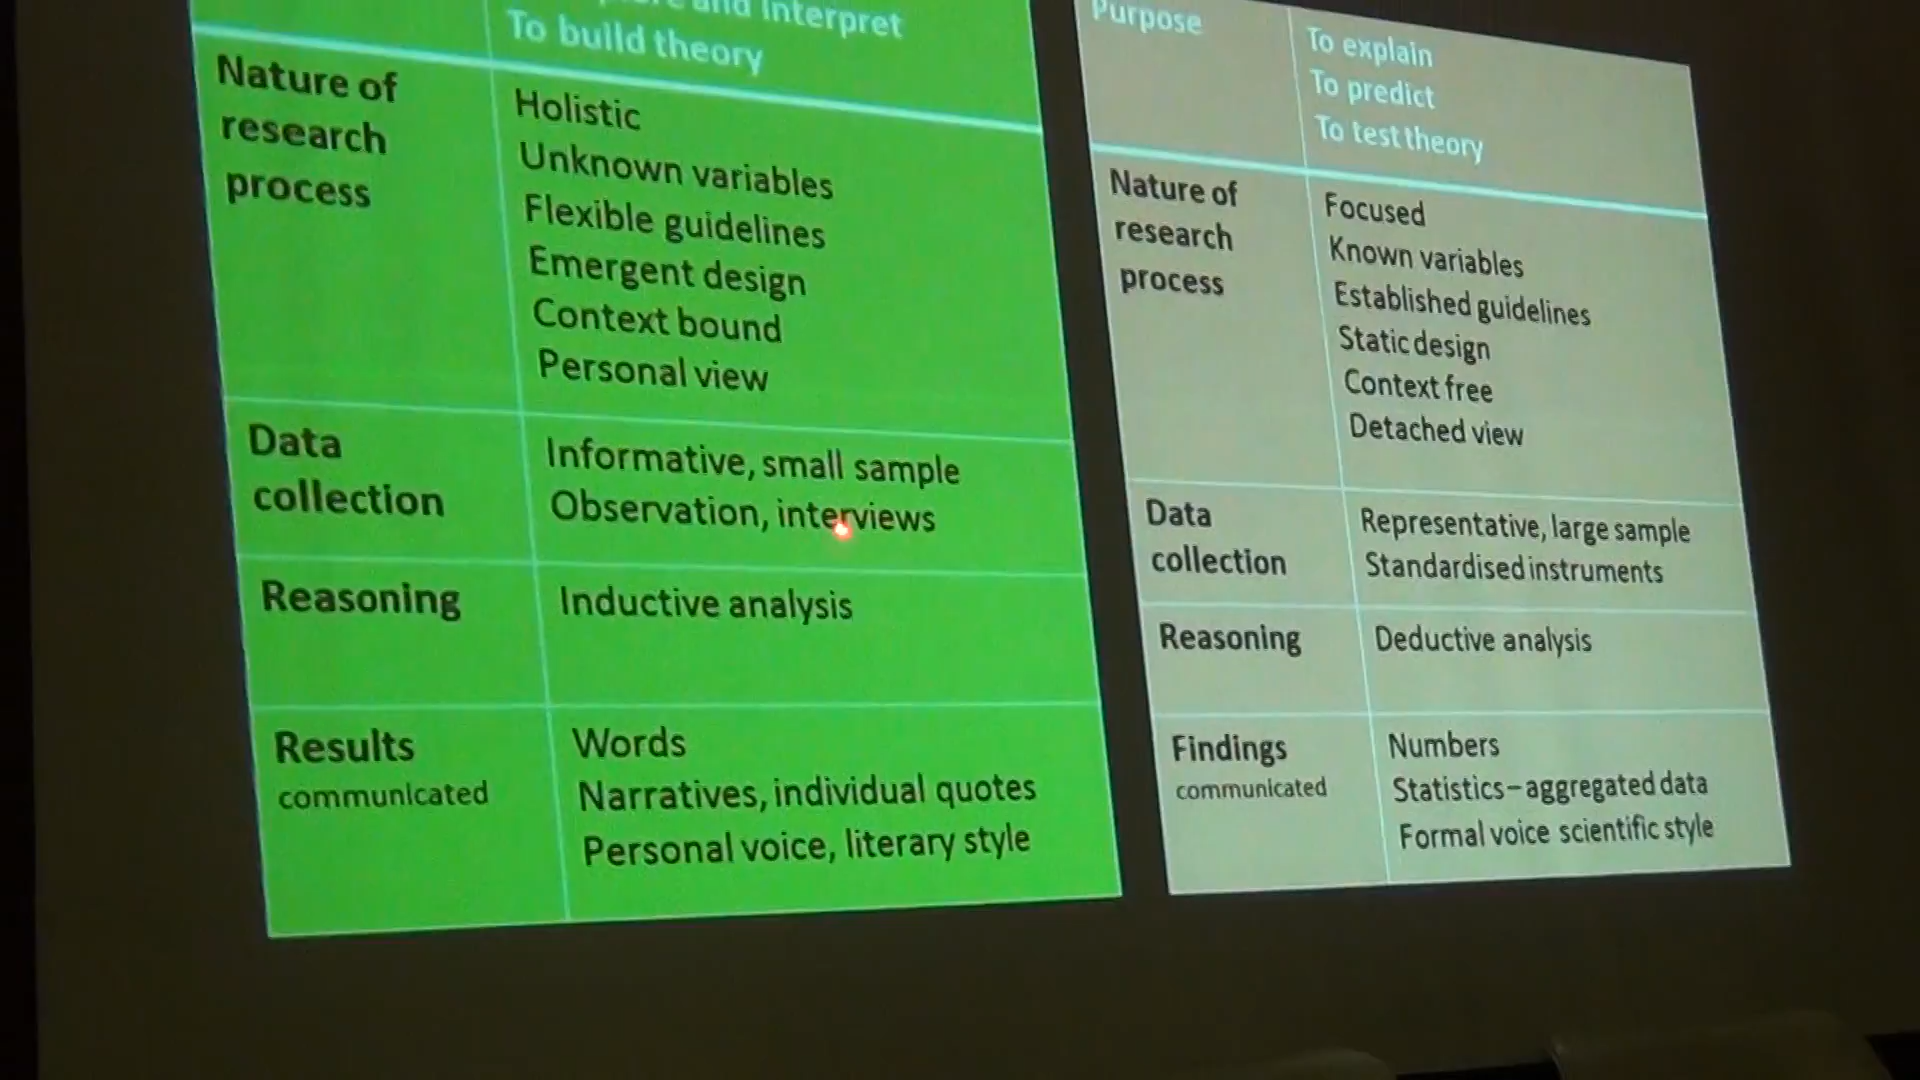 and interpret
To build theory
Nature of
research
process
Holistic
Unknown variables
Flexible guidelines
Emergent design
Context bound
Personal view
Data
collection
Informative, small sample
Observation, interviews
Reasoning
Inductive analysis
Results
communicated
Words
Narratives, individual quotes
Personal voice, literary style
Purpose
To explain
To predict
To test theory
Nature of
research
process
Focused
Known variables
Established guidelines
Static design
Context free
Detached view
Data
collection
Representative, large sample
Standardised instruments
Reasoning
Deductive analysis
Findings
communicated
Numbers
Statistics – aggregated data
Formal voice scientific style